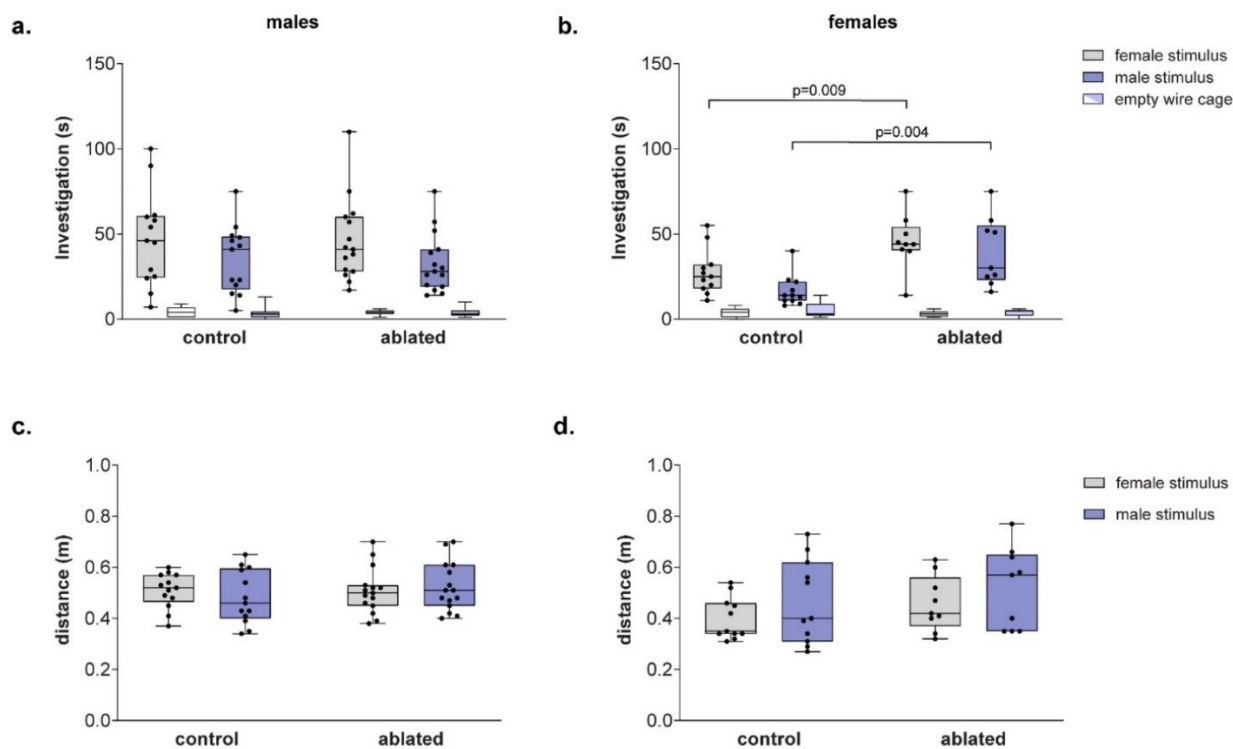 a.
males
Investigation (s)
150
100
50
0
control
ablated
b.
females
Investigation (s)
150
100
50
0
p=0.009
p=0.004
control
ablated
female stimulus
male stimulus
empty wire cage
c.
distance (m)
1.0
0.8
0.6
0.4
0.2
0.0
control
ablated
d.
distance (m)
1.0
0.8
0.6
0.4
0.2
0.0
control
ablated
female stimulus
male stimulus